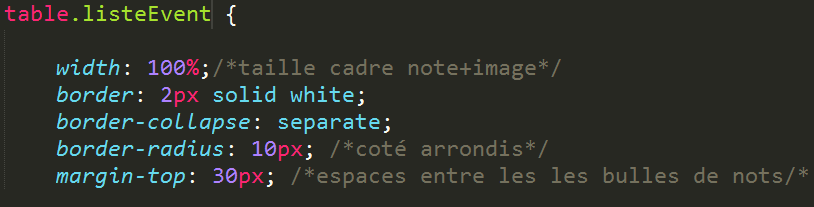 table.listeEvent {
width: 100%;/*taille cadre note+image*/
border: 2px solid white;
border-collapse: separate;
border-radius: 10px; /*coté arrondis*/
margin-top: 30px; /*espaces entre les les bulles de nots/*